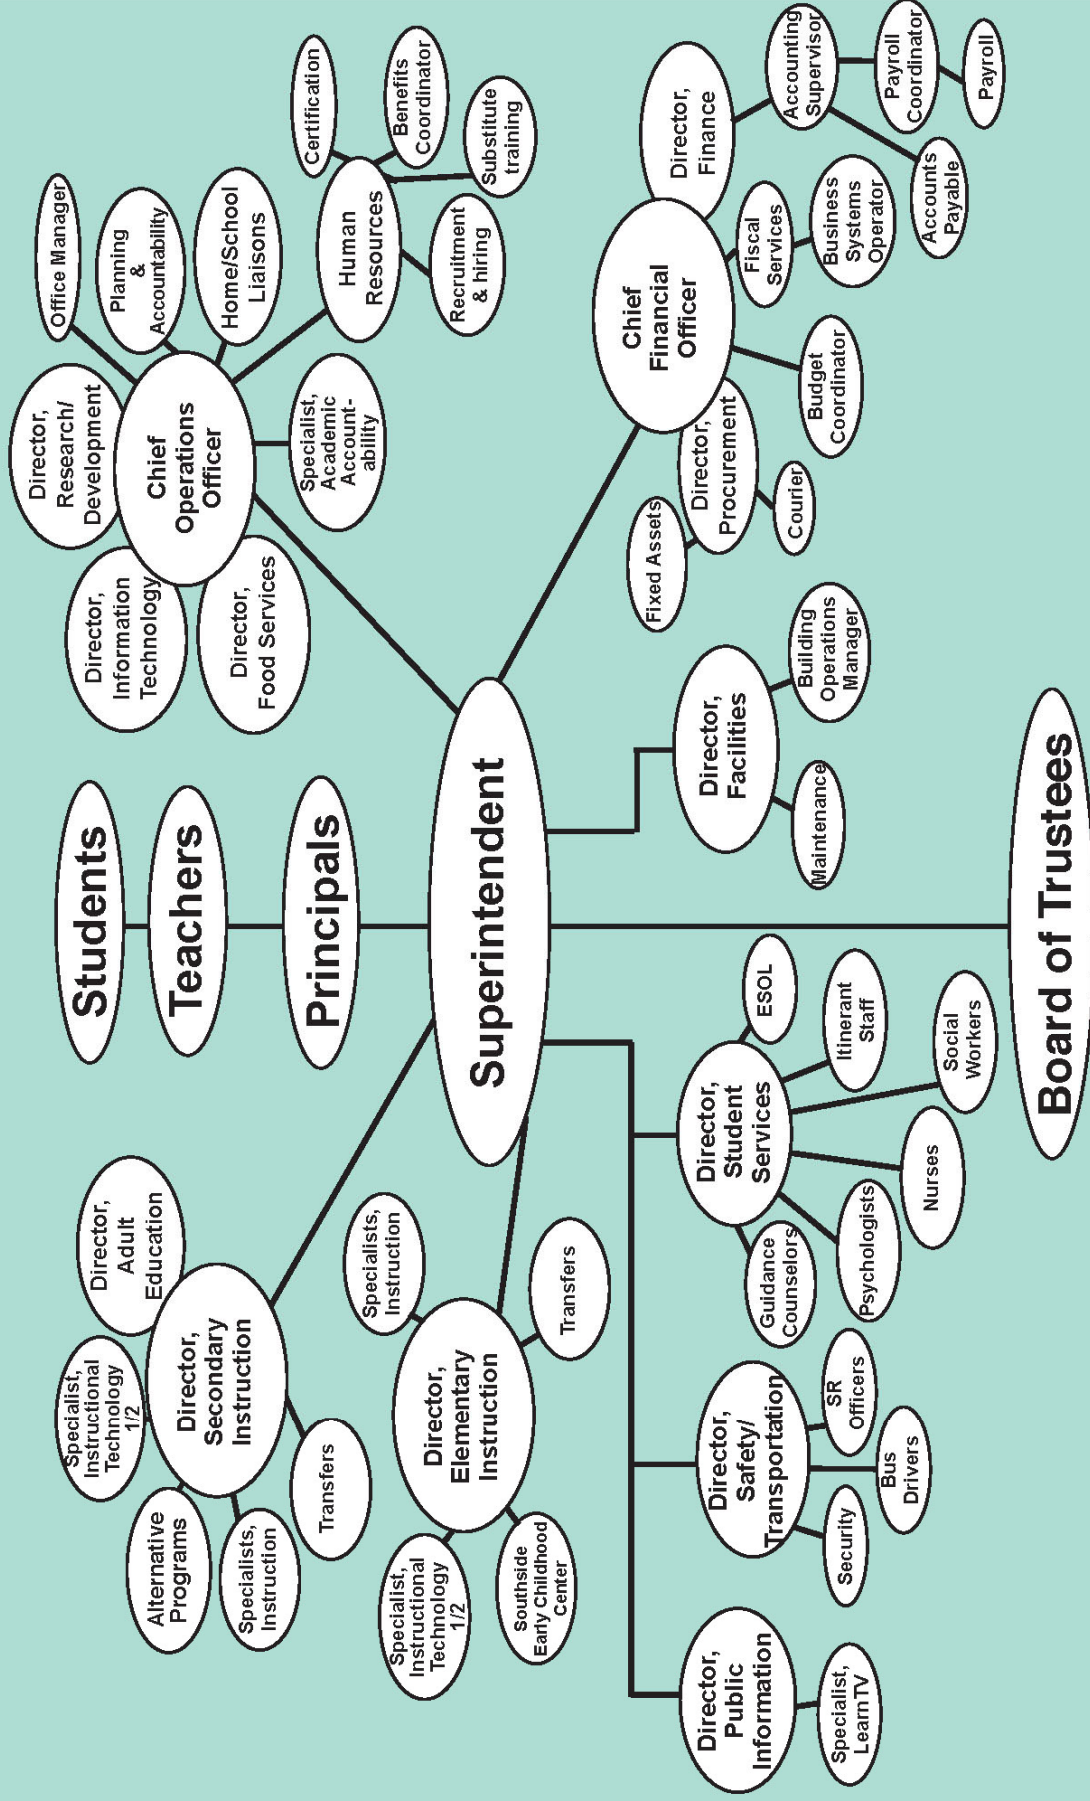 Students
Teachers
Principals
Superintendent
Board of Trustees
Director,
Adult
Education
Specialist,
Instructional
Technology
1/2
Alternative
Programs
Specialists,
Instruction
Transfers
Director,
Secondary
Instruction
Specialists,
Instruction
Director,
Elementary
Instruction
Transfers
Specialist,
Instructional
Technology
1/2
Southside
Early Childhood
Center
Director,
Research/
Development
Office Manager
Planning
&
Accountability
Home/School
Liaisons
Chief
Operations
Officer
Director,
Information
Technology
Director,
Food Services
Specialist,
Academic
Account-
ability
Human
Resources
Certification
Benefits
Coordinator
Substitute
training
Recruitment
& hiring
Chief
Financial
Officer
Director,
Finance
Accounting
Supervisor
Payroll
Coordinator
Payroll
Accounts
Payable
Fiscal
Services
Business
Systems
Operator
Budget
Coordinator
Director,
Procurement
Fixed Assets
Courier
Director,
Facilities
Maintenance
Building
Operations
Manager
Director,
Student
Services
ESOL
Itinerant
Staff
Social
Workers
Nurses
Psychologists
Guidance
Counselors
Director,
Safety/
Transportation
SR
Officers
Bus
Drivers
Security
Director,
Public
Information
Specialist,
LearnTV